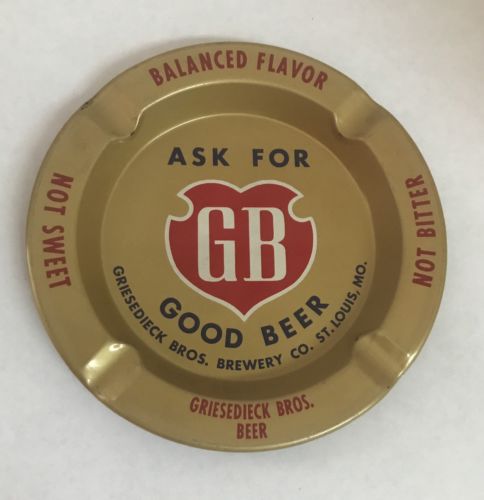 BALANCED FLAVOR
NOT SWEET
NOT BITTER
ASK FOR
GB
GOOD BEER
GRIESEDIECK BROS. BREWERY CO. ST. LOUIS, MO.
GRIESEDIECK BROS.
BEER